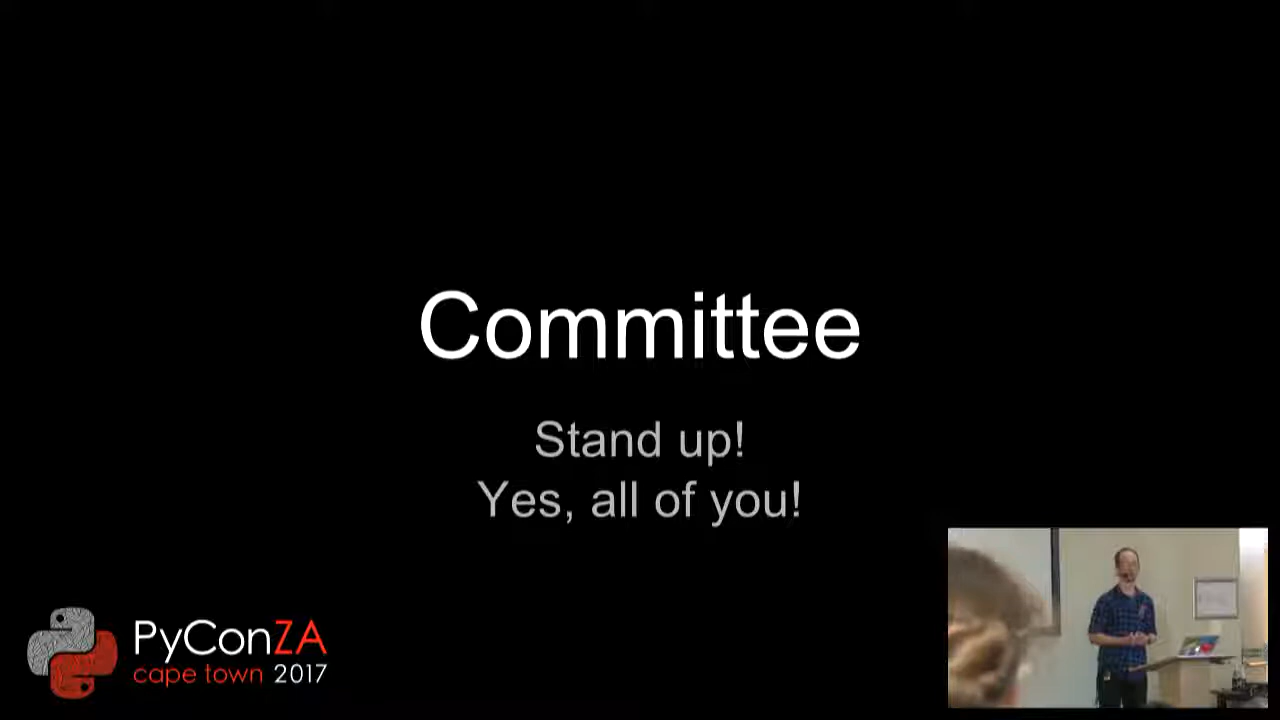 Committee
Stand up!
Yes, all of you!
PyConZA
cape town 2017